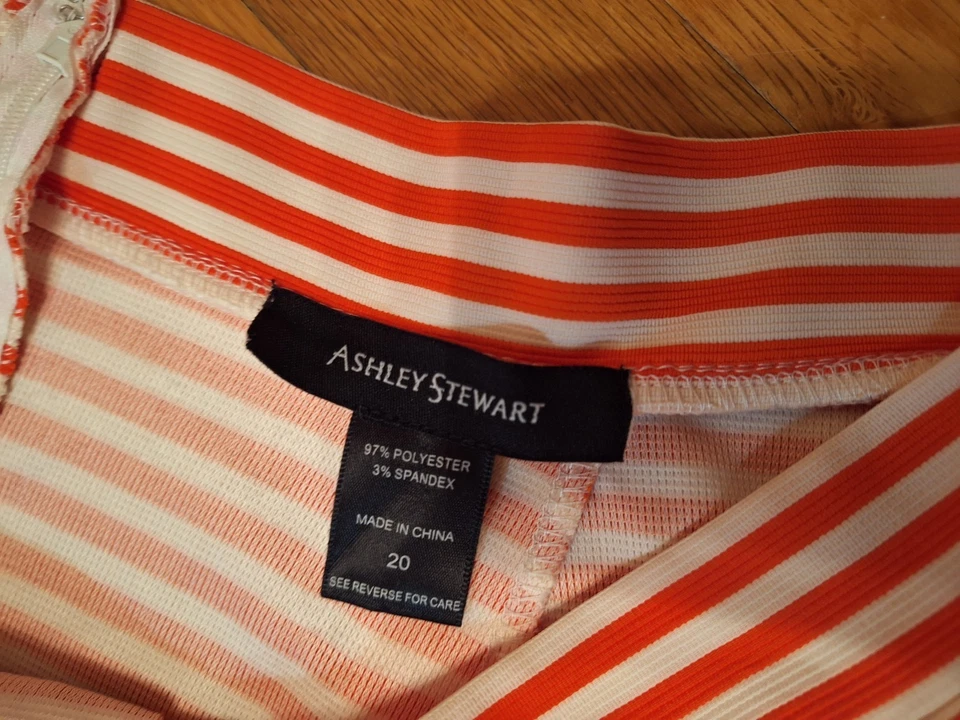 ASHLEY STEWART
97% POLYESTER
3% SPANDEX
MADE IN CHINA
20
SEE REVERSE FOR CARE